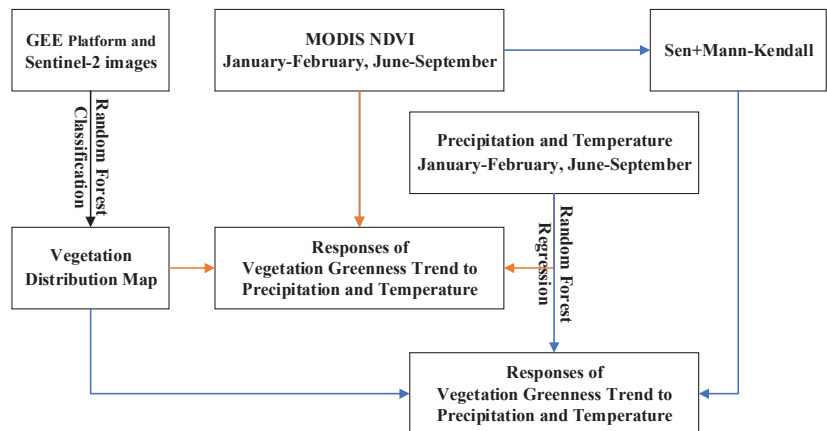 GEE Platform and
Sentinel-2 images
MODIS NDVI
January-February, June-September
Sen+Mann-Kendall
Random Forest
Classification
Precipitation and Temperature
January-February, June-September
Random Forest
Regression
Vegetation
Distribution Map
Responses of
Vegetation Greenness Trend to
Precipitation and Temperature
Responses of
Vegetation Greenness Trend to
Precipitation and Temperature